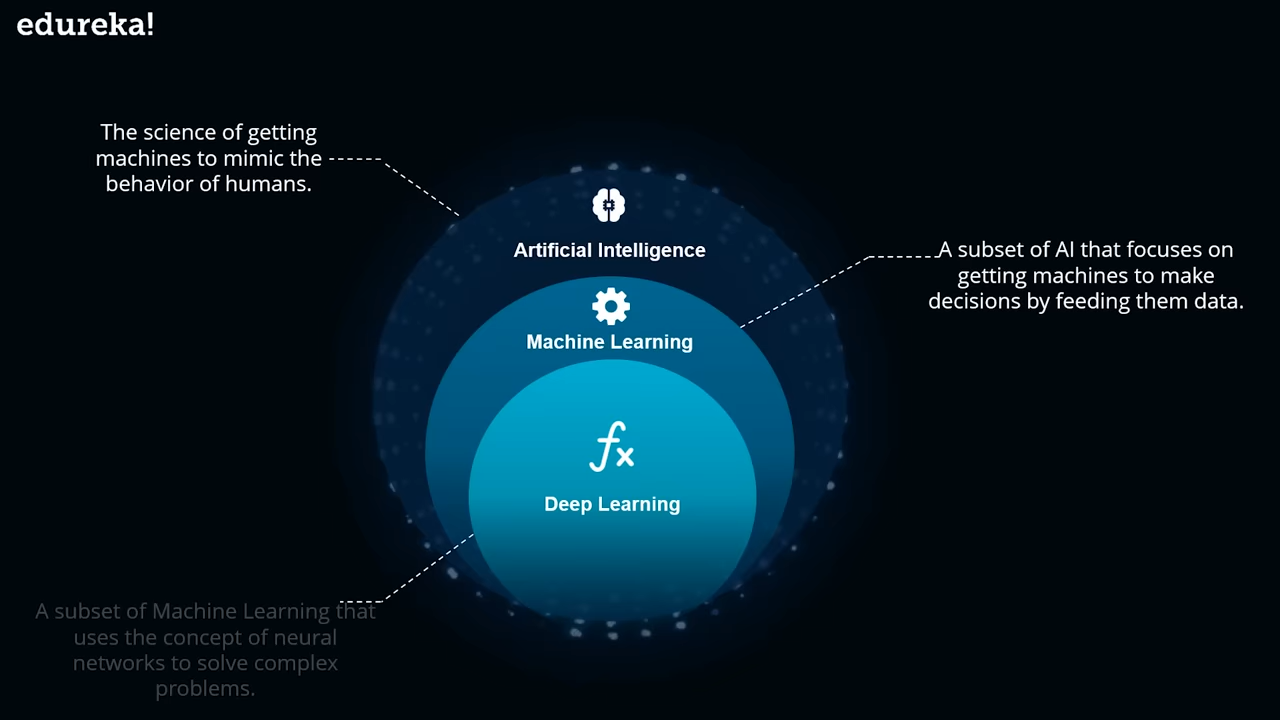 edureka!
The science of getting
machines to mimic the
behavior of humans.
Artificial Intelligence
A subset of AI that focuses on
getting machines to make
decisions by feeding them data.
Machine Learning
fx
Deep Learning
A subset of Machine Learning that
uses the concept of neural
networks to solve complex
problems.